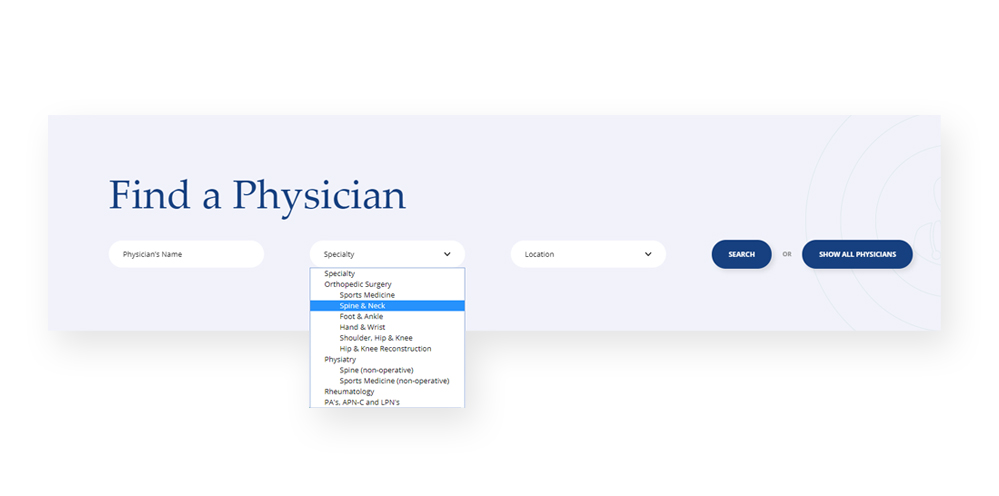 Find a Physician
Physician's Name
Specialty
Location
SEARCH
OR
SHOW ALL PHYSICIANS
Specialty
Orthopedic Surgery
Sports Medicine
Spine & Neck
Foot & Ankle
Hand & Wrist
Shoulder, Hip & Knee
Hip & Knee Reconstruction
Physiatry
Spine (non-operative)
Sports Medicine (non-operative)
Rheumatology
PA's, APN-C and LPN's